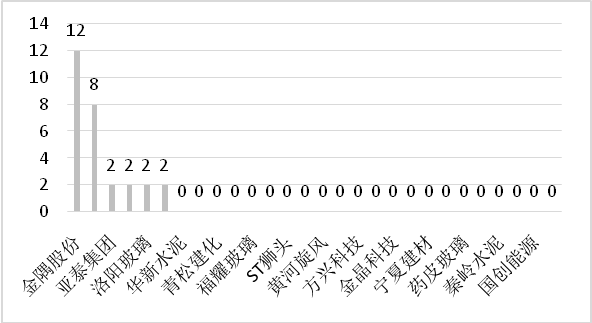 14
12
10
8
6
4
2
0
12
8
2 2 2 2 0 0 0 0 0 0 0 0 0 0 0 0 0 0 0 0 0 0 0 0 0 0
金隅股份
亚泰集团
洛阳玻璃
华新水泥
青松建化
福耀玻璃
ST狮头
黄河旋风
方兴科技
金晶科技
宁夏建材
药皮玻璃
秦岭水泥
国创能源